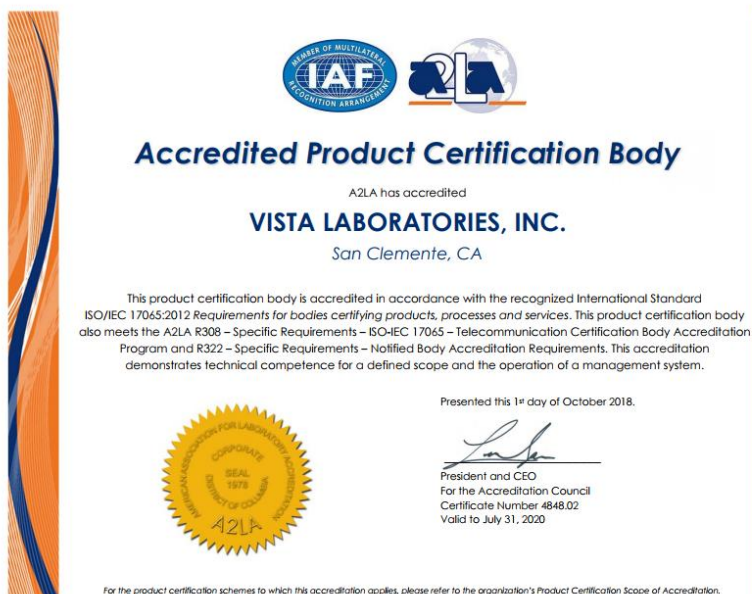 MEMBER OF MULTILATERAL
IAF
RECOGNITION ARRANGEMENT
A2LA
Accredited Product Certification Body
A2LA has accredited
VISTA LABORATORIES, INC.
San Clemente, CA
This product certification body is accredited in accordance with the recognized International Standard
ISO/IEC 17065:2012 Requirements for bodies certifying products, processes and services. This product certification body
also meets the A2LA R308 – Specific Requirements – ISO-IEC 17065 – Telecommunication Certification Body Accreditation
Program and R322 – Specific Requirements – Notified Body Accreditation Requirements. This accreditation
demonstrates technical competence for a defined scope and the operation of a management system.
Presented this 1st day of October 2018.
AMERICAN ASSOCIATION FOR LABORATORY ACCREDITATION
CORPORATE
SEAL
1978
DISTRICT OF COLUMBIA
A2LA
President and CEO
For the Accreditation Council
Certificate Number 4848.02
Valid to July 31, 2020
For the product certification schemes to which this accreditation applies, please refer to the organization's Product Certification Scope of Accreditation.